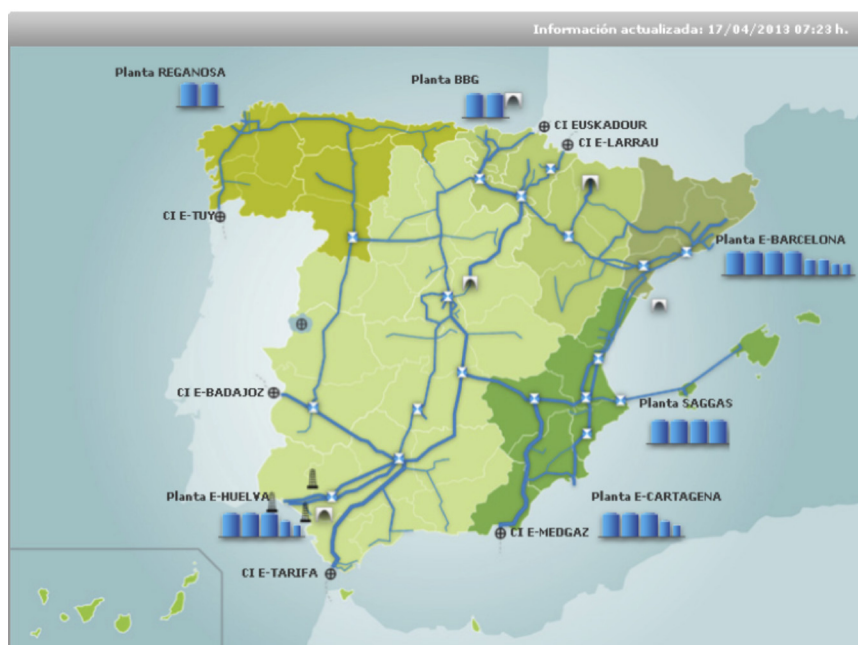 Información actualizada: 17/04/2013 07:23 h.
Planta REGANOSA
Planta BBG
CI EUSKADOUR
CI E-LARRAU
CI E-TUY
Planta E-BARCELONA
CI E-BADAJOZ
Planta SAGGAS
Planta E-HUELVA
Planta E-CARTAGENA
CI E-MEDGAZ
CI E-TARIFA